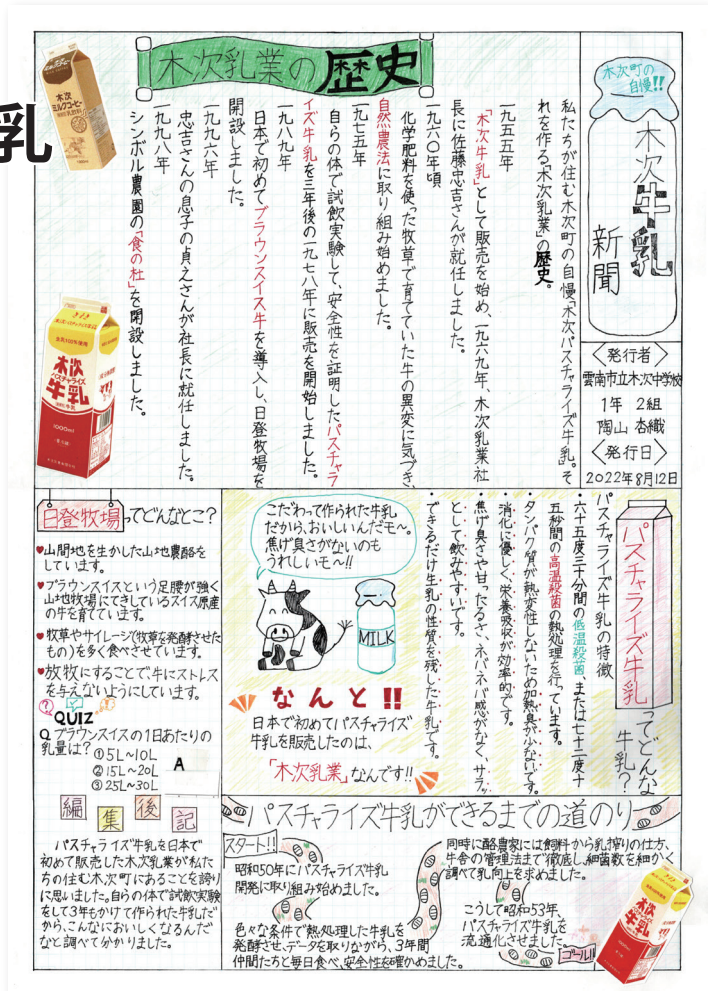 乳
木次町の
自慢!!
木次牛乳
新聞
〈発行者〉
雲南市立木次中学校
1年 2組
陶山 杏織
〈発行日〉
2022年8月12日
木次乳業の歴史
私たちが住む木次町の自慢「木次パスチャライズ牛乳」。そ
れを作る「木次乳業」の歴史。
一九五五年
「木次牛乳」として販売を始め、一九六九年、木次乳業社
長に佐藤忠吉さんが就任しました。
一九六〇年頃
化学肥料を使った牧草で育てていた牛の異変に気づき、
自然農法に取り組み始めました。
一九七五年
自らの体で試飲実験して、安全性を証明したパスチャラ
イズ牛乳を三年後の一九七八年に販売を開始しました。
一九八九年
日本で初めてブラウンスイス牛を導入し、日登牧場を
開設しました。
一九九六年
忠吉さんの息子の貞之さんが社長に就任しました。
一九九八年
シンボル農園の「食の杜」を開設しました。
木次
ミルクコーヒー
木次
パスチャライズ
牛乳
1000ml
パスチャライズ牛乳ってどんな
牛乳?
パスチャライズ牛乳の特徴
・六十五度三十分間の低温殺菌、または七十二度十
五秒間の高温殺菌の熱処理を行っています。
・タンパク質が熱変性しないため加熱臭が少ないです。
・消化に優しく、栄養吸収が効率的です。
・焦げ臭さや甘ったるさ、ネバネバ感がなく、サラッ
として飲みやすいです。
・できるだけ生乳の性質を残した牛乳です。
こだわって作られた牛乳
だから、おいしいんだモ〜。
焦げ臭さがないのも
うれしいモ〜!!
MILK
なんと!!
日本で初めてパスチャライズ
牛乳を販売したのは、
「木次乳業」なんです!!
日登牧場ってどんなとこ?
♥山間地を生かした山地農酪を
しています。
♥ブラウンスイスという足腰が強く
山地牧場にてきしているスイス原産
の牛を育てています。
♥牧草やサイレージ(牧草を発酵させた
もの)を多く食べさせています。
♥放牧にすることで、牛にストレス
を与えないようにしています。
QUIZ
Q ブラウンスイスの1日あたりの
乳量は?
①5L〜10L
②15L〜20L
③25L〜30L
A
編集後記
パスチャライズ牛乳を日本で
初めて販売した木次乳業が私た
ちの住む木次町にあることを誇り
に思いました。自らの体で試飲実験
をして3年もかけて作られた牛乳だ
から、こんなにおいしくなるんだ
なと調べて分かりました。
パスチャライズ牛乳ができるまでの道のり
スタート!!
昭和50年にパスチャライズ牛乳
開発に取り組み始めました。
色々な条件で熱処理した牛乳を
発酵させ、データを取りながら、3年間
仲間たちと毎日食べ、安全性を確かめました。
同時に酪農家には飼料から乳搾りの仕方、
牛舎の管理法まで徹底し、細菌数を細かく
調べて乳向上を求めました。
こうして昭和53年、
パスチャライズ牛乳を
流通化させました。
ゴール!!
木次
パスチャライズ
牛乳